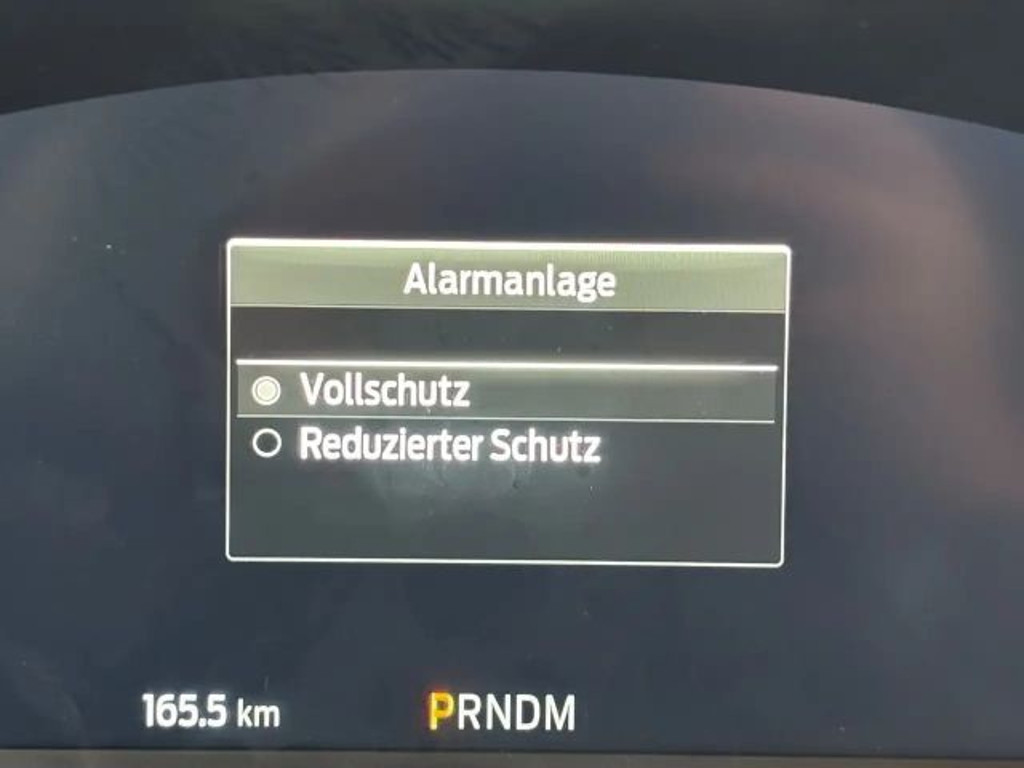 Alarmanlage
Vollschutz
Reduzierter Schutz
165.5 km
PRNDM